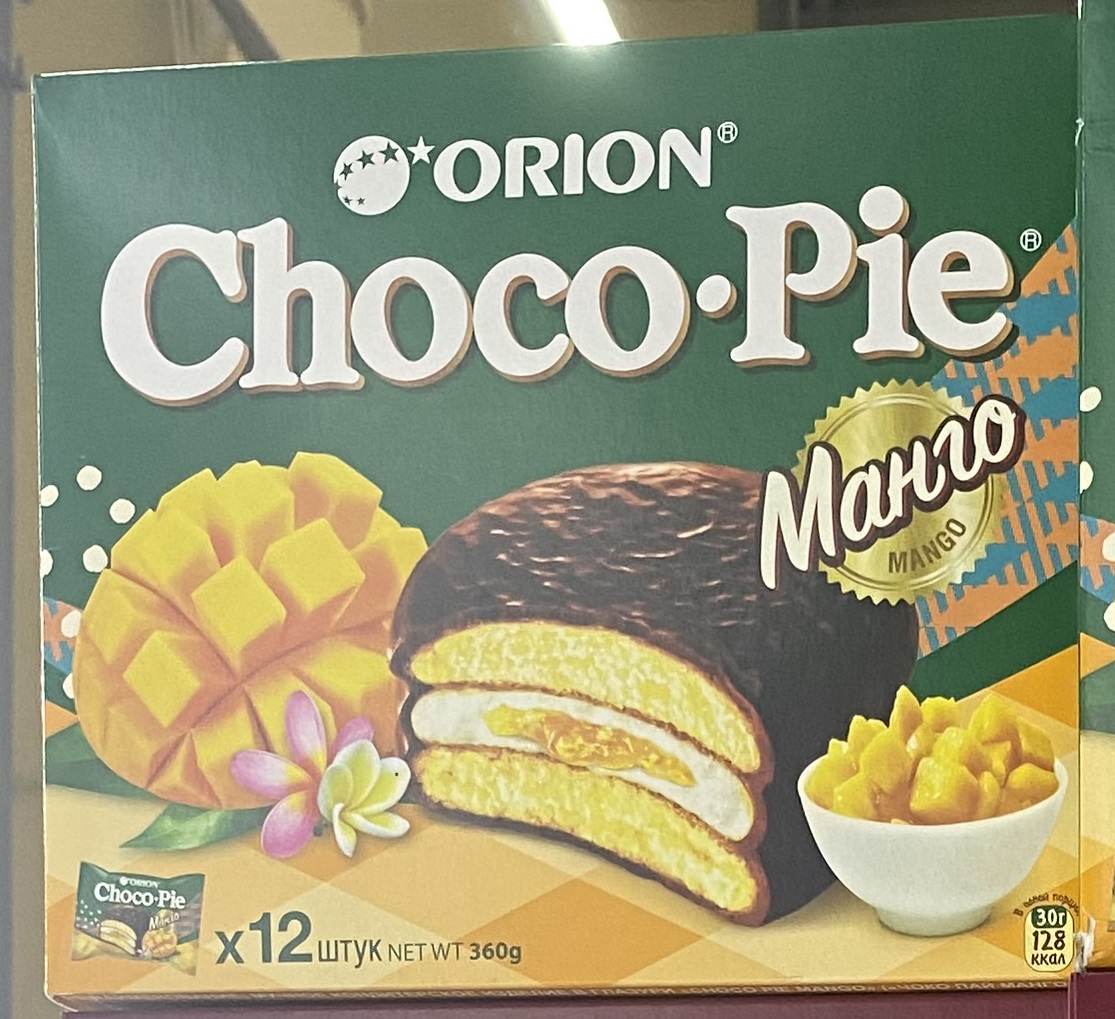 ORION®
Choco·Pie®
Манго
MANGO
ORION
Choco·Pie
Манго
x12 штук NET WT 360g
В одной порции
30г
128
ккал